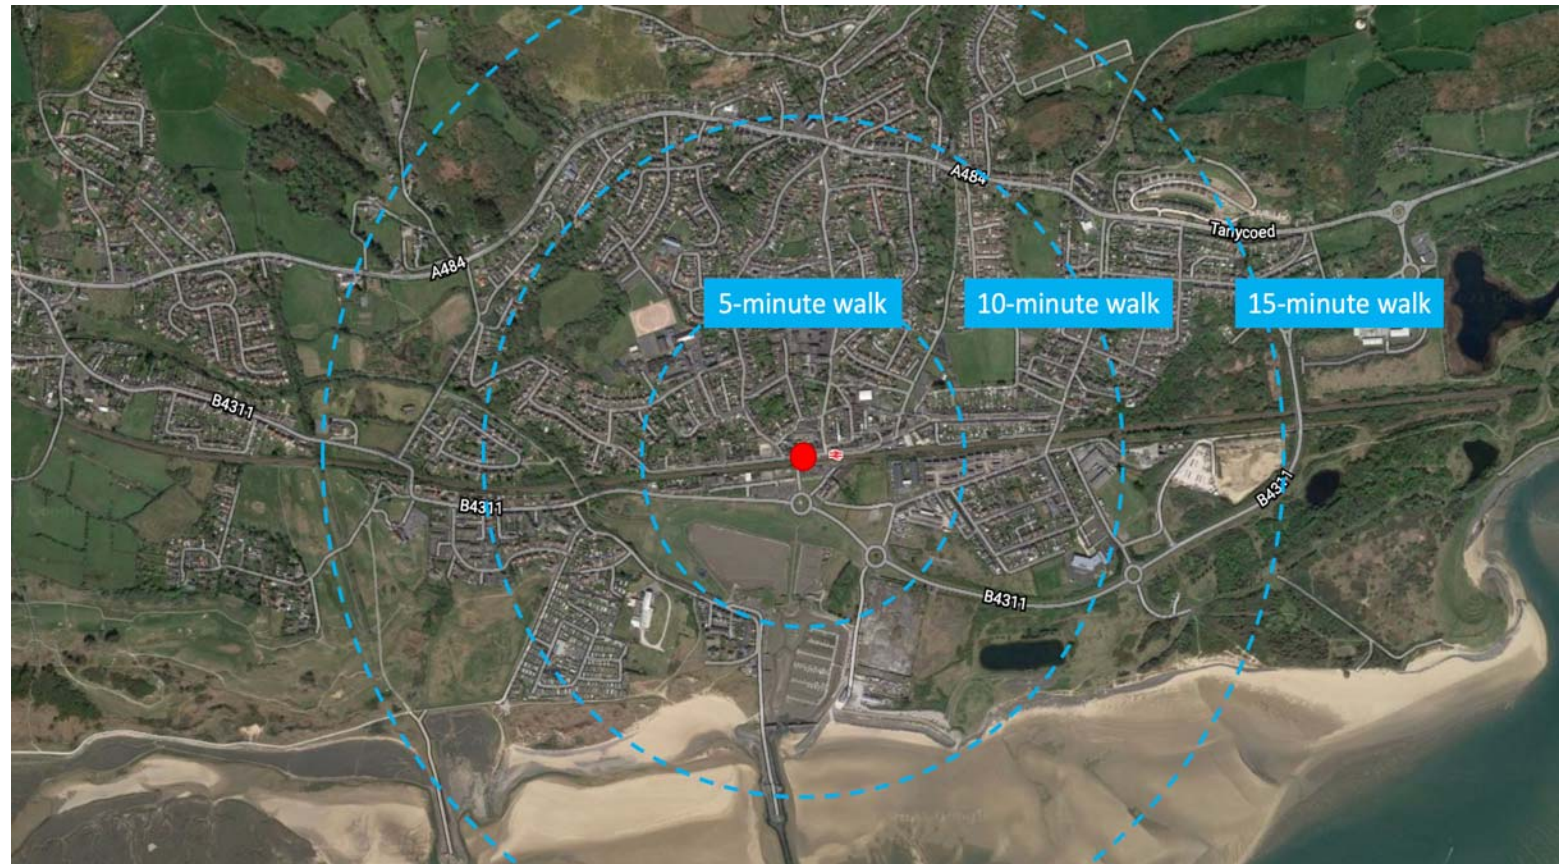 A484
Tanycoed
A484
5-minute walk
10-minute walk
15-minute walk
B4311
B4311
B4311
B4311